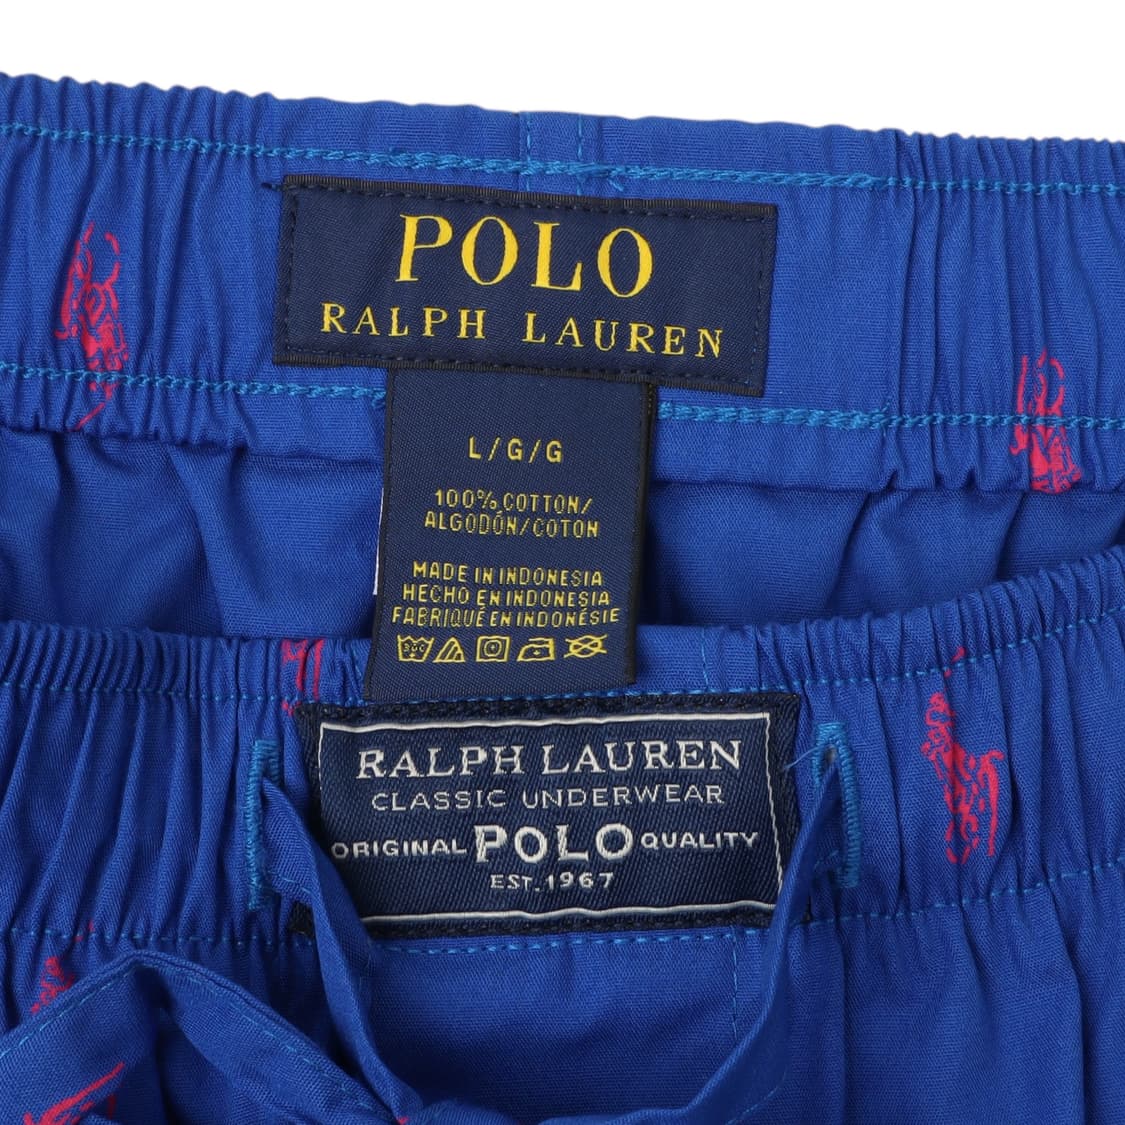 POLO
RALPH LAUREN
L/G/G
100% COTTON/
ALGODÓN/COTON
MADE IN INDONESIA
HECHO EN INDONESIA
FABRIQUÉ EN INDONÉSIE
RALPH LAUREN
CLASSIC UNDERWEAR
ORIGINAL POLO QUALITY
EST. 1967